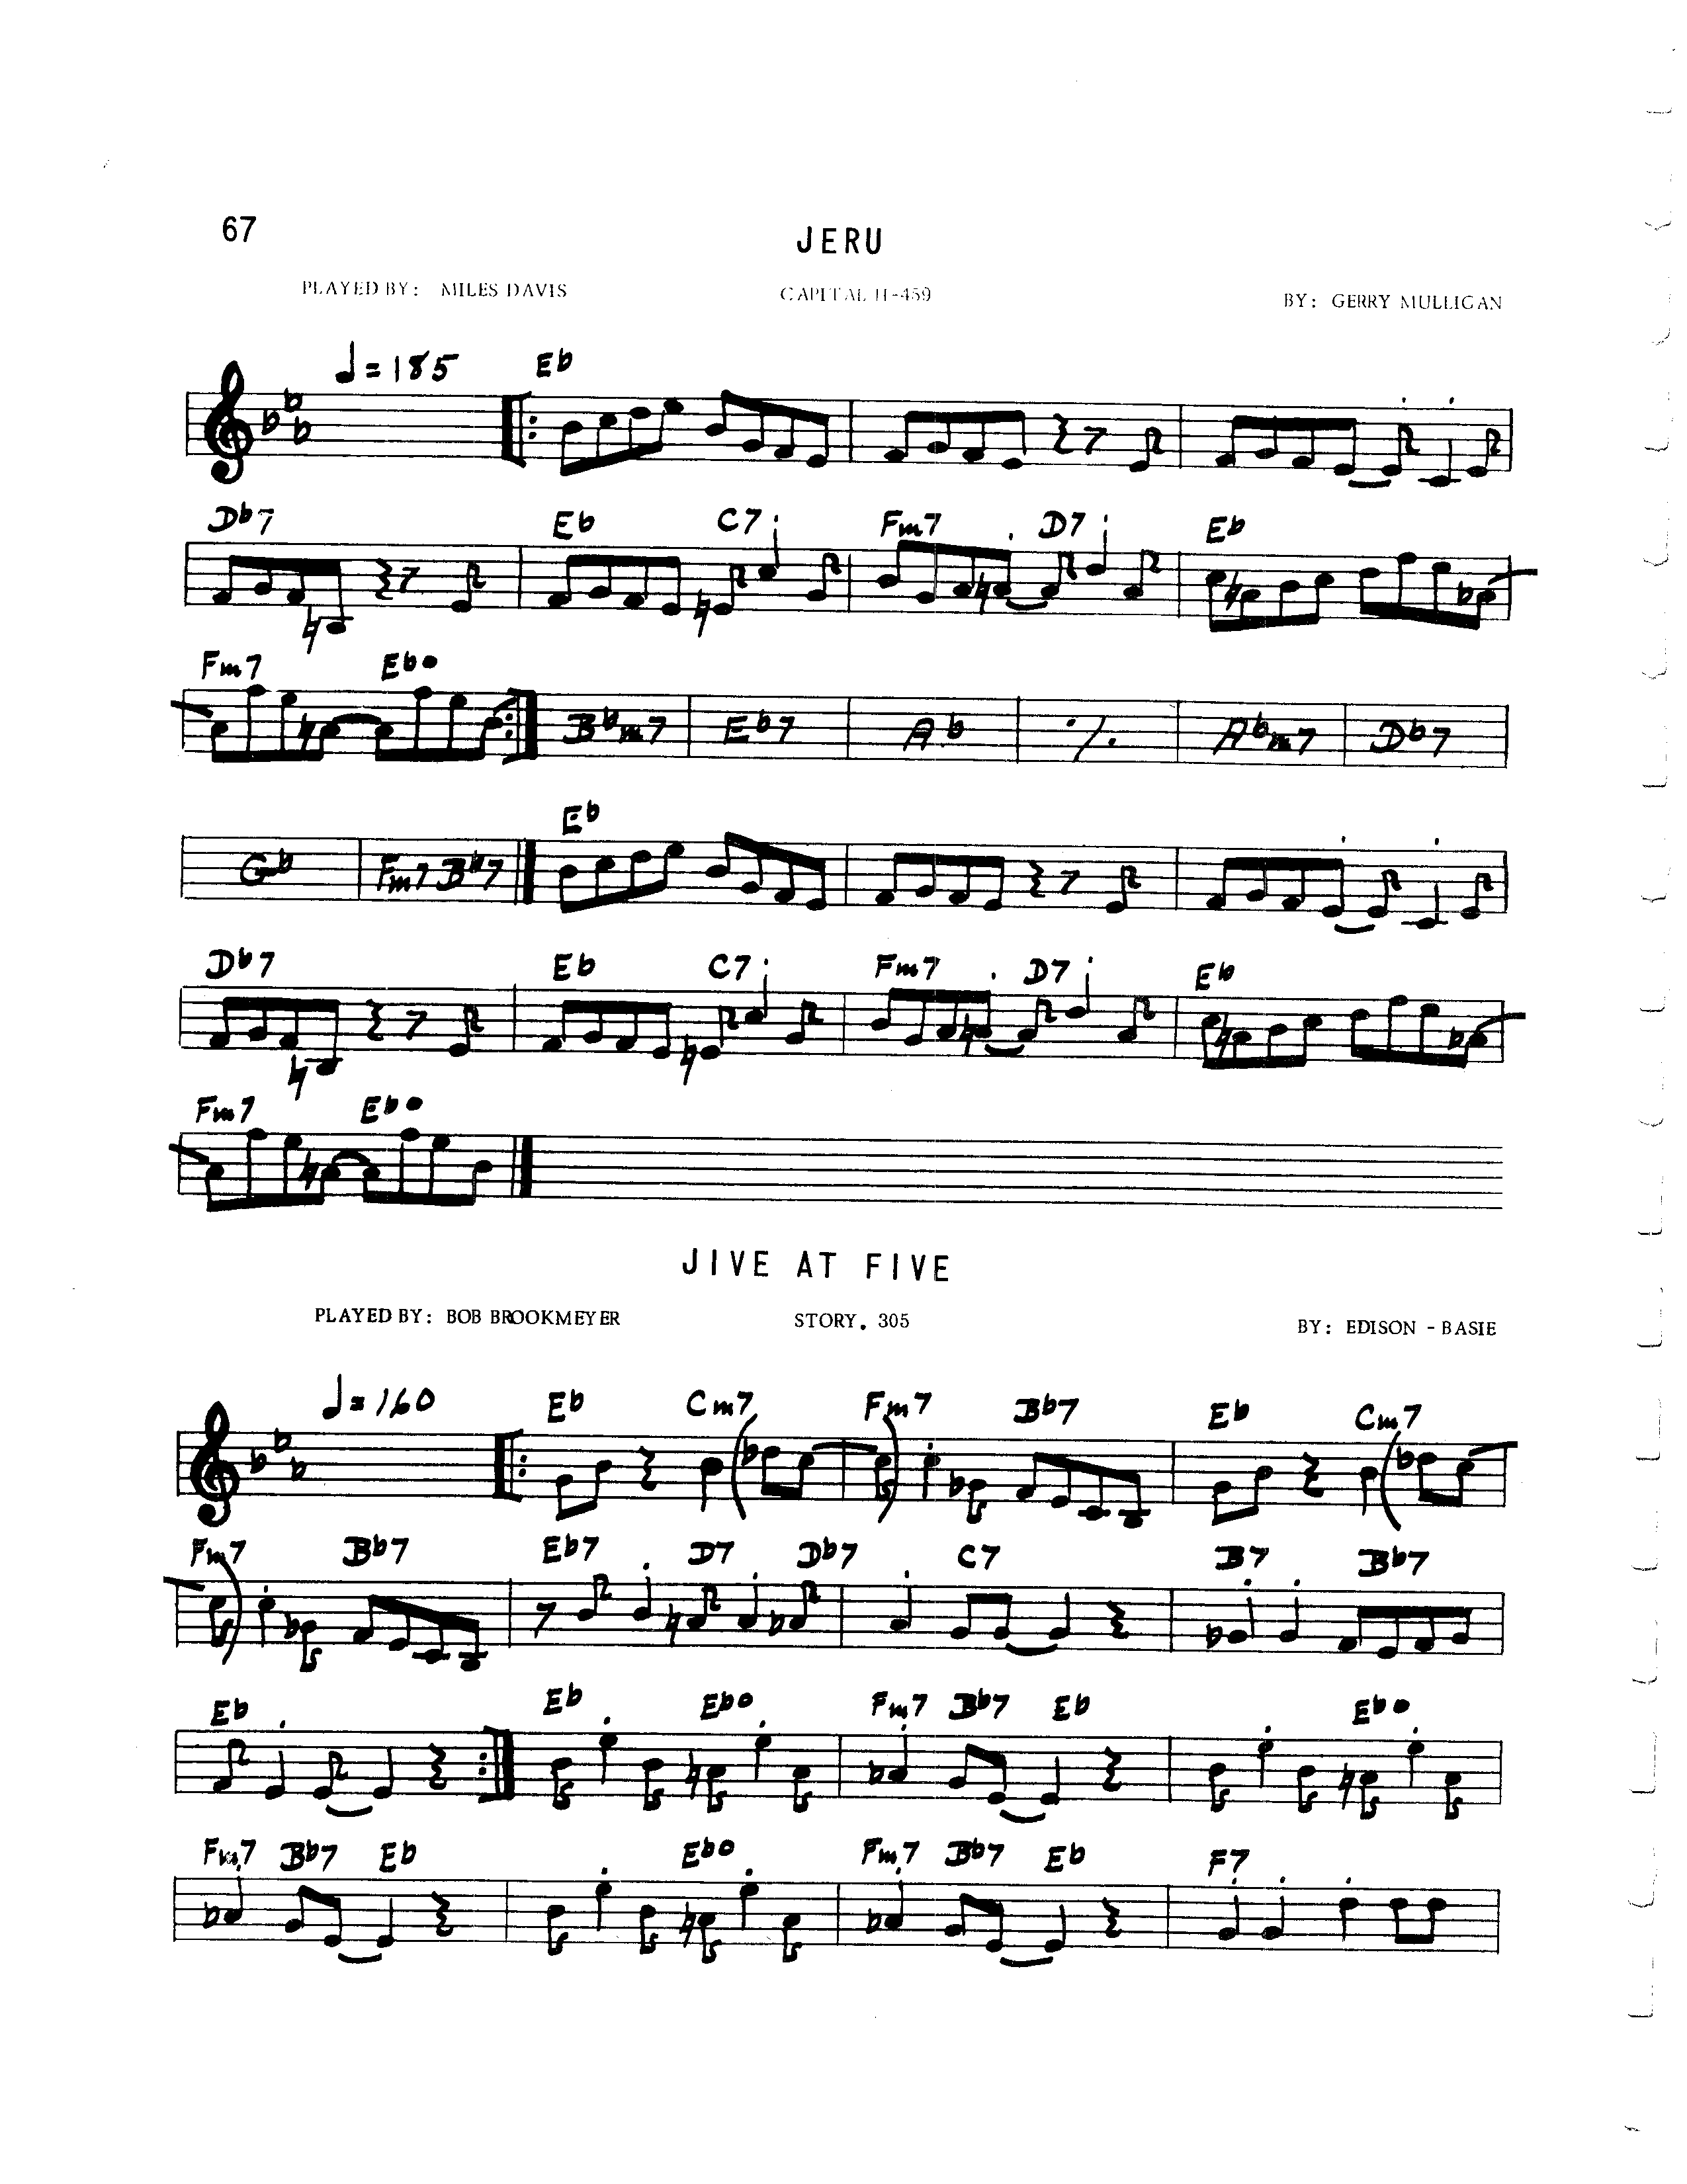 67
JERU
PLAYED BY: MILES DAVIS CAPITAL H-459 BY: GERRY MULLIGAN
♩=185 Eb
Db7 Eb C7 Fm7 D7 Eb
Fm7 Ebo
Bbm7 Eb7 Ab ٪ Abm7 Db7
Eb
Gb Fm7 Bb7
Db7 Eb C7 Fm7 D7 Eb
Fm7 Ebo
JIVE AT FIVE
PLAYED BY: BOB BROOKMEYER STORY. 305 BY: EDISON - BASIE
♩=160 Eb Cm7 Fm7 Bb7 Eb Cm7
Fm7 Bb7 Eb7 D7 Db7 C7 B7 Bb7
Eb Eb Ebo Fm7 Bb7 Eb Ebo
Fm7 Bb7 Eb Ebo Fm7 Bb7 Eb F7